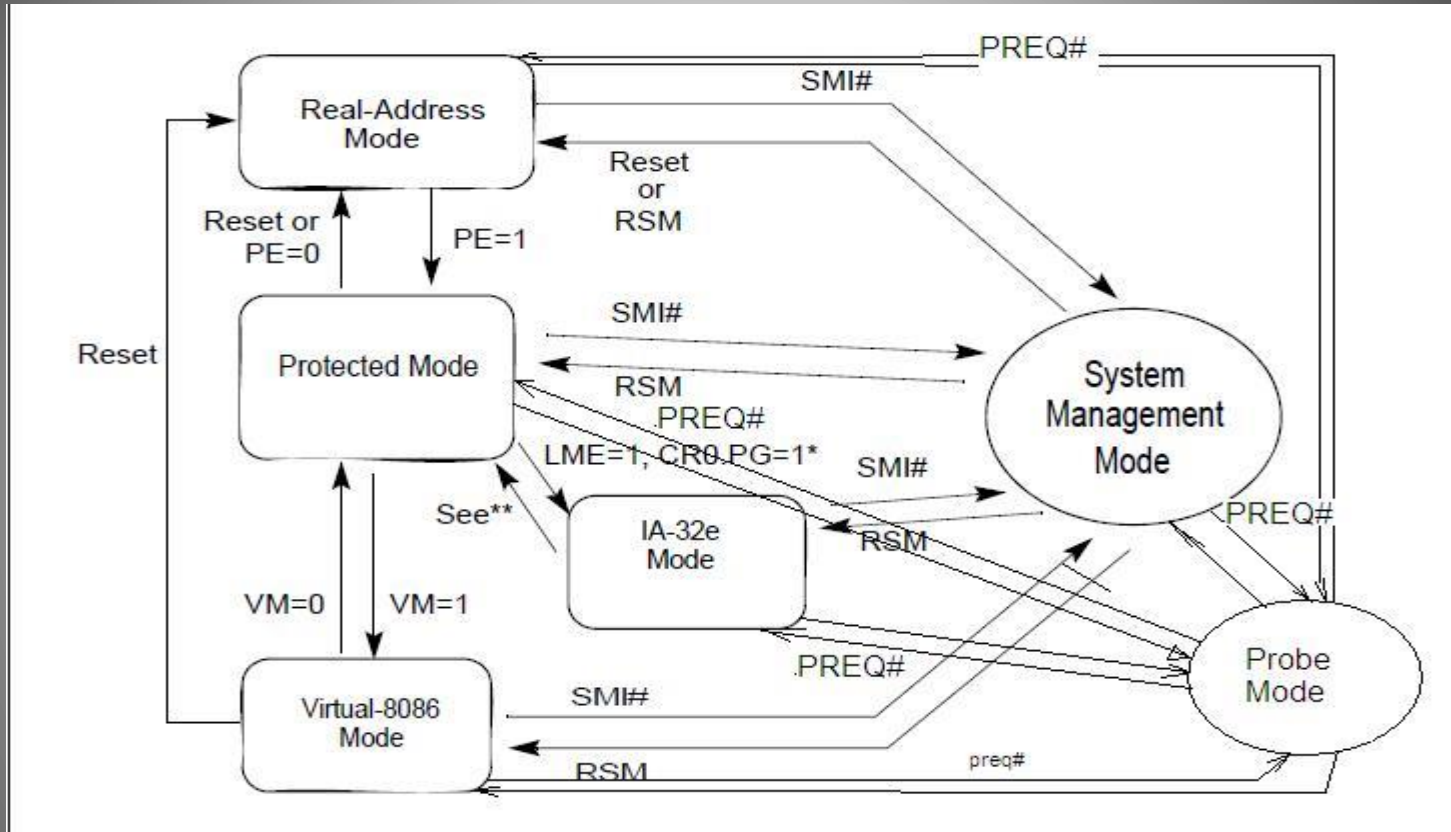 PREQ#
SMI#
Real-Address
Mode
Reset
or
RSM
Reset or
PE=0
PE=1
SMI#
Reset
Protected Mode
RSM
System
Management
Mode
.PREQ#
LME=1, CR0.PG=1*
SMI#
See**
IA-32e
Mode
RSM
PREQ#
VM=0
VM=1
.PREQ#
Probe
Mode
Virtual-8086
Mode
SMI#
RSM
preq#